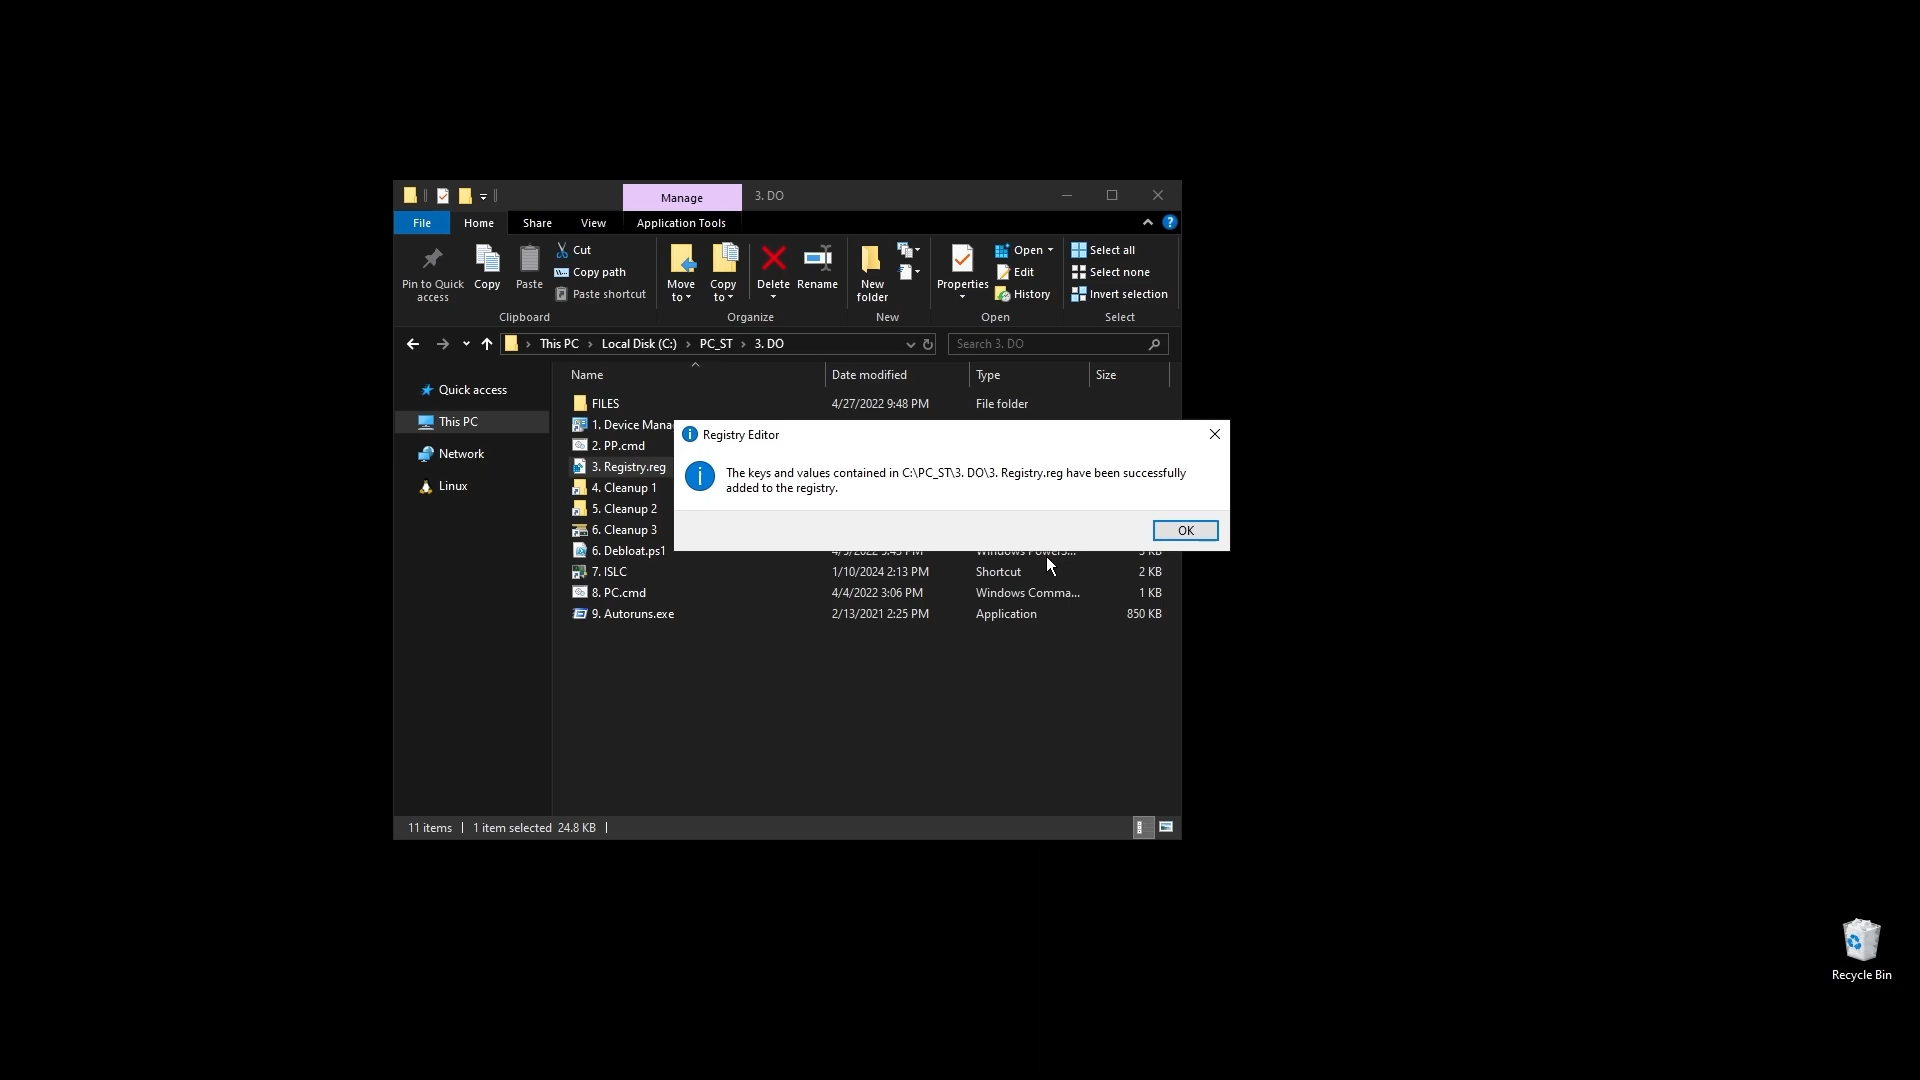 Manage
3. DO
File
Home
Share
View
Application Tools
?
Pin to Quick
access
Copy
Paste
Cut
Copy path
Paste shortcut
Clipboard
Move
to
Copy
to
Delete
Rename
Organize
New
folder
New
Properties
Open
Edit
History
Open
Select all
Select none
Invert selection
Select
This PC
Local Disk (C:)
PC_ST
3. DO
Search 3. DO
Quick access
This PC
Network
Linux
Name
Date modified
Type
Size
FILES
4/27/2022 9:48 PM
File folder
1. Device
2. PP.cmd
3. Registry.reg
4. Cleanup 1
5. Cleanup 2
6. Cleanup 3
6. Debloat.ps1
7. ISLC
1/10/2024 2:13 PM
Shortcut
2 KB
8. PC.cmd
4/4/2022 3:06 PM
Windows Comma...
1 KB
9. Autoruns.exe
2/13/2021 2:25 PM
Application
850 KB
Registry Editor
The keys and values contained in C:\PC_ST\3. DO\3. Registry.reg have been successfully
added to the registry.
OK
11 items
1 item selected 24.8 KB
Recycle Bin